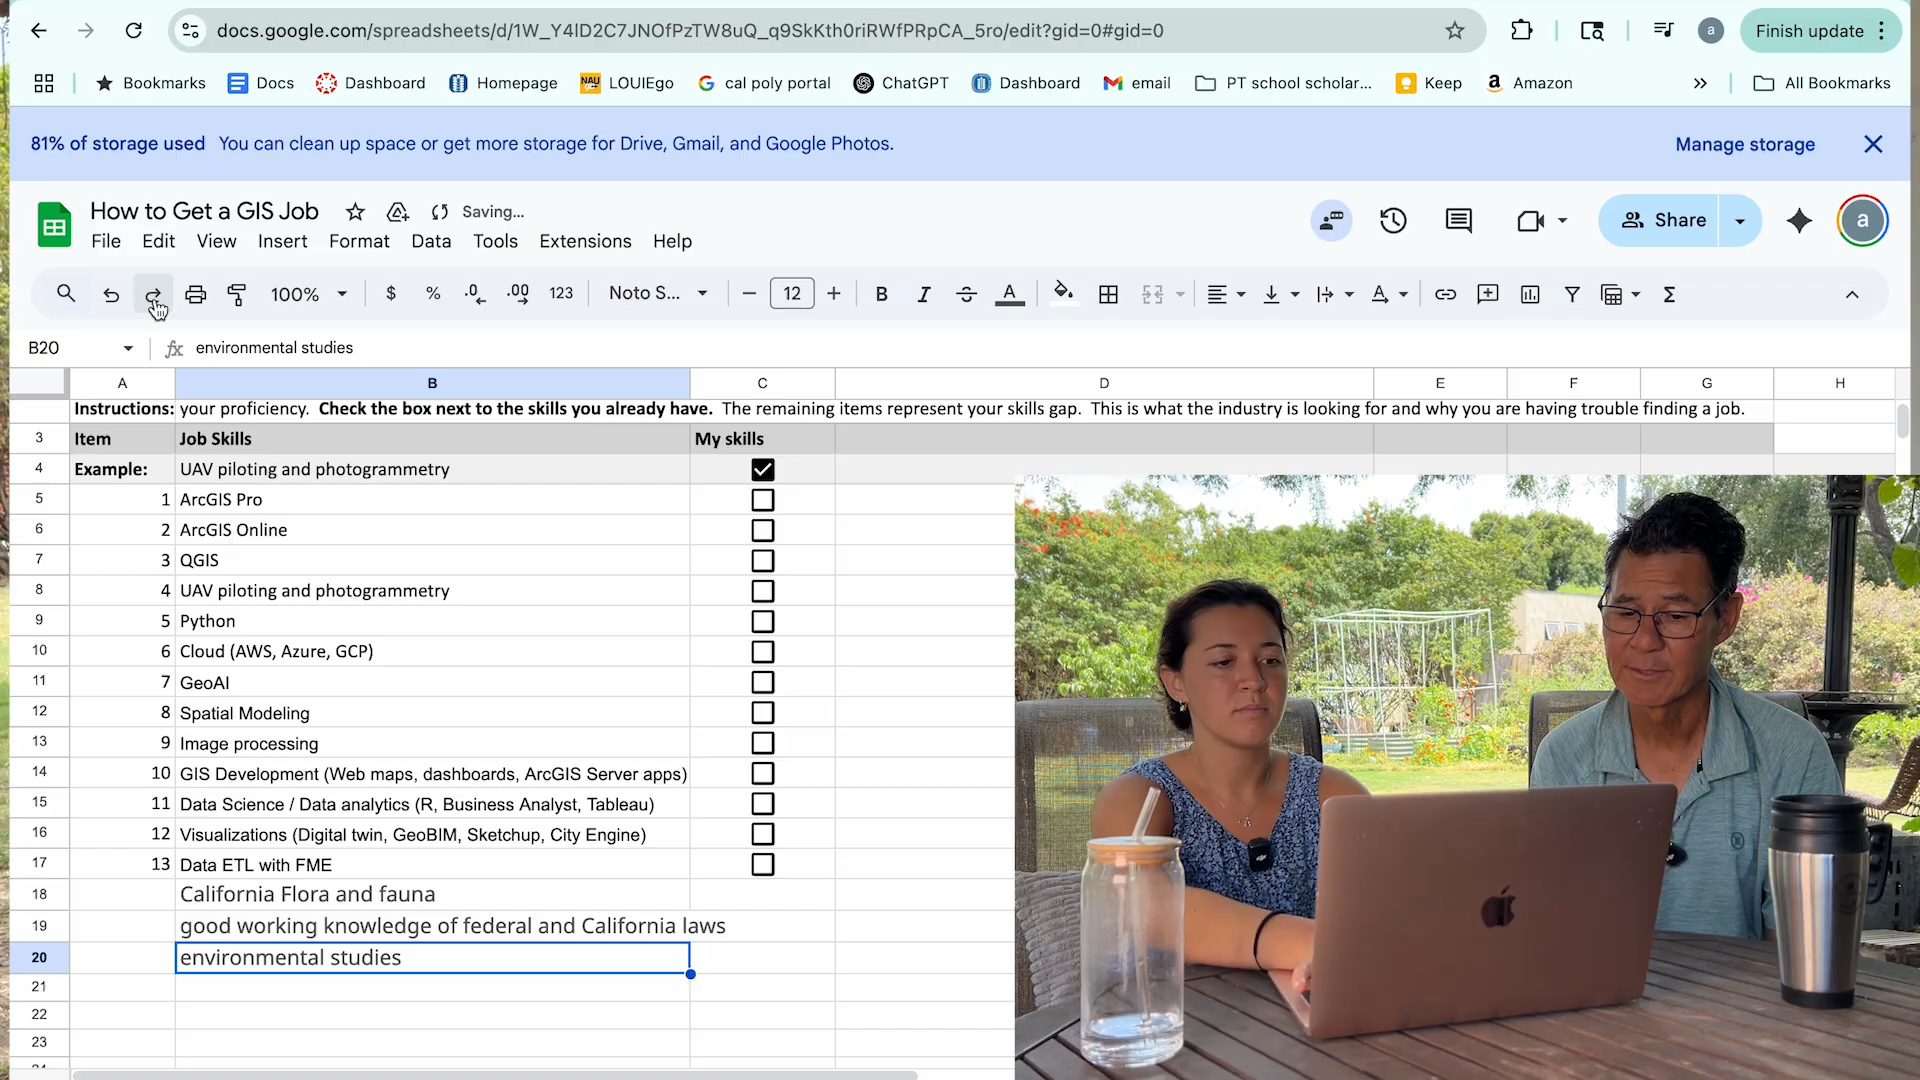 docs.google.com/spreadsheets/d/1W_Y4lD2C7JNOfPzTW8uQ_q9SkKth0riRWfPRpCA_5ro/edit?gid=0#gid=0
a
Finish update
Bookmarks
Docs
Dashboard
Homepage
NAU
LOUIEgo
cal poly portal
ChatGPT
Dashboard
email
PT school scholar...
Keep
Amazon
All Bookmarks
81% of storage used You can clean up space or get more storage for Drive, Gmail, and Google Photos.
Manage storage
How to Get a GIS Job
Saving...
File Edit View Insert Format Data Tools Extensions Help
Share
a
100%
$
%
.0
.00
123
Noto S...
12
B
I
A
B20
fx
environmental studies
A B C D E F G H
Instructions: your proficiency. Check the box next to the skills you already have. The remaining items represent your skills gap. This is what the industry is looking for and why you are having trouble finding a job.
3 Item Job Skills My skills
4 Example: UAV piloting and photogrammetry
5 1 ArcGIS Pro
6 2 ArcGIS Online
7 3 QGIS
8 4 UAV piloting and photogrammetry
9 5 Python
10 6 Cloud (AWS, Azure, GCP)
11 7 GeoAI
12 8 Spatial Modeling
13 9 Image processing
14 10 GIS Development (Web maps, dashboards, ArcGIS Server apps)
15 11 Data Science / Data analytics (R, Business Analyst, Tableau)
16 12 Visualizations (Digital twin, GeoBIM, Sketchup, City Engine)
17 13 Data ETL with FME
18 California Flora and fauna
19 good working knowledge of federal and California laws
20 environmental studies
21
22
23